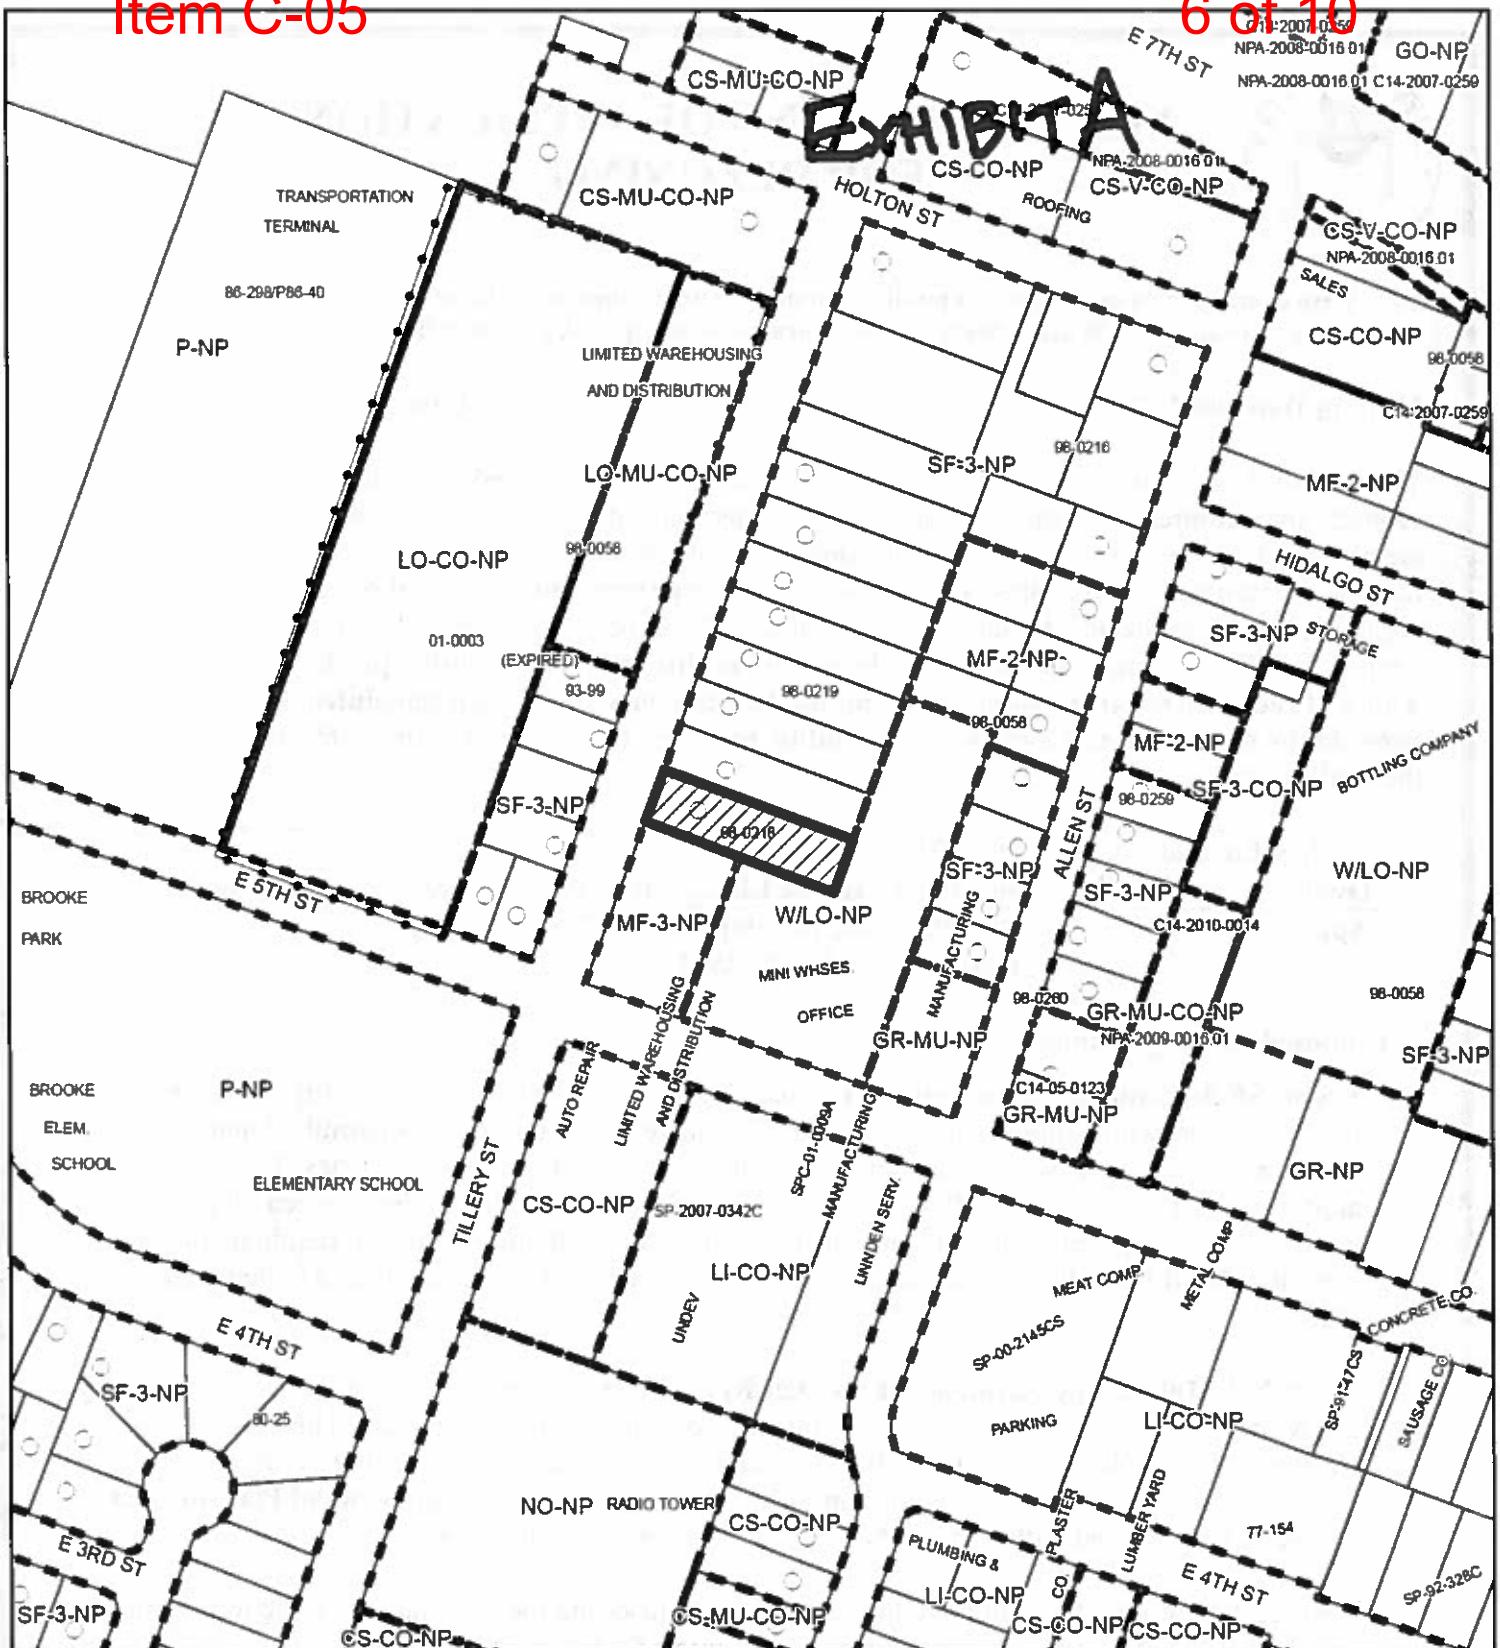 Item C-05
6 of 10
E 7TH ST
C14-2007-0259
NPA-2008-0016 01
GO-NP
NPA-2008-0016 01 C14-2007-0259
CS-MU-CO-NP
EXHIBIT A
CS-CO-NP
NPA-2008-0016 01
CS-V-CO-NP
ROOFING
HOLTON ST
TRANSPORTATION
TERMINAL
86-298/P86-40
P-NP
CS-MU-CO-NP
CS-V-CO-NP
NPA-2008-0016 01
SALES
CS-CO-NP
98-0058
C14-2007-0259
LIMITED WAREHOUSING
AND DISTRIBUTION
LO-MU-CO-NP
98-0058
LO-CO-NP
01-0003
(EXPIRED)
93-99
SF-3-NP
98-0216
MF-2-NP
HIDALGO ST
SF-3-NP
STORAGE
MF-2-NP
98-0219
98-0058
MF-2-NP
SF-3-CO-NP
98-0259
BOTTLING COMPANY
SF-3-NP
98-0216
ALLEN ST
SF-3-NP
SF-3-NP
W/LO-NP
C14-2010-0014
BROOKE
PARK
E 5TH ST
MF-3-NP
W/LO-NP
MINI WHSES.
OFFICE
MANUFACTURING
98-0260
GR-MU-CO-NP
NPA-2009-0016.01
98-0058
SF-3-NP
GR-MU-NP
C14-05-0123
GR-MU-NP
GR-NP
BROOKE
ELEM.
SCHOOL
P-NP
ELEMENTARY SCHOOL
TILLERY ST
AUTO REPAIR
LIMITED WAREHOUSING
AND DISTRIBUTION
CS-CO-NP
SP-2007-0342C
SPC-01-0009A
MANUFACTURING
LINNDEN SERV.
LI-CO-NP
UNDEV
MEAT COMP
METAL COMP
SP-00-2145CS
PARKING
CONCRETE CO.
LI-CO-NP
SP-91-47CS
SAUSAGE CO
E 4TH ST
SF-3-NP
80-25
NO-NP
RADIO TOWER
CS-CO-NP
E 3RD ST
SF-3-NP
CS-CO-NP
CS-MU-CO-NP
PLUMBING &
LI-CO-NP
PLASTER
CO.
LUMBER YARD
77-154
E 4TH ST
SP-92-328C
CS-CO-NP
CS-CO-NP